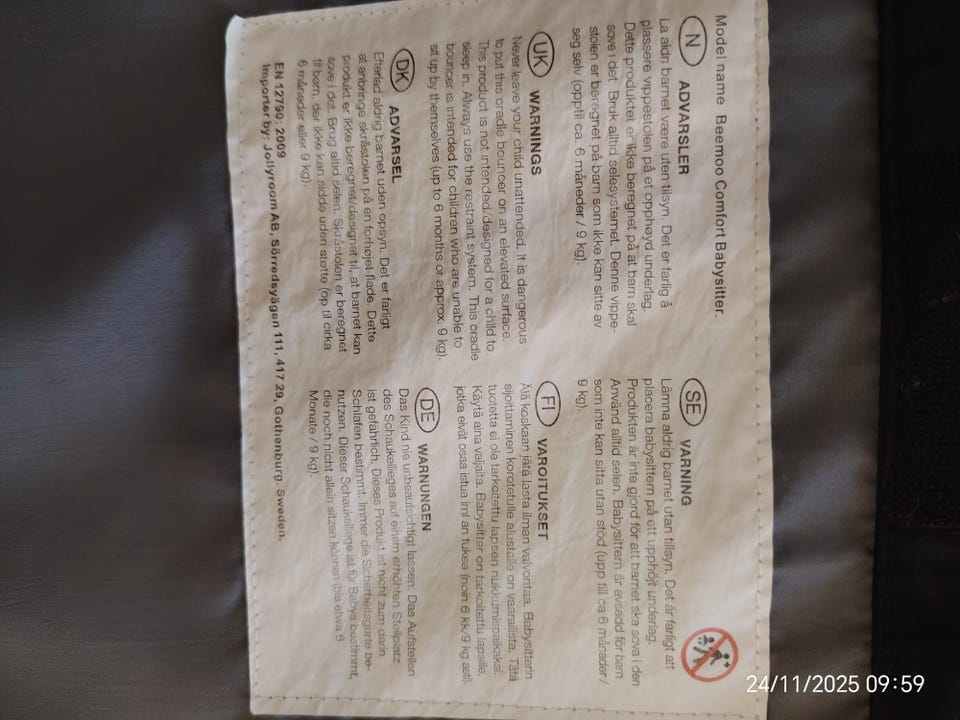 Model name Beemoo Comfort Babysitter.
N ADVARSLER
La aldri barnet være uten tilsyn. Det er farlig å
plassere vippestolen på et opphøyd underlag.
Dette produktet er ikke beregnet på at barn skal
sove i det. Bruk alltid selesystemet. Denne vippe-
stolen er beregnet på barn som ikke kan sitte av
seg selv (opptil ca. 6 måneder / 9 kg).
UK WARNINGS
Never leave your child unattended. It is dangerous
to put this cradle bouncer on an elevated surface.
This product is not intended/designed for a child to
sleep in. Always use the restraint system. This cradle
bouncer is intended for children who are unable to
sit up by themselves (up to 6 months or approx. 9 kg).
DK ADVARSEL
Efterlad aldrig barnet uden opsyn. Det er farligt
at anbringe skråstolen på en forhøjet flade. Dette
produkt er ikke beregnet/designet til, at barnet kan
sove i det. Brug altid selen. Skråstolen er beregnet
til børn, der ikke kan sidde uden støtte (op til cirka
6 måneder eller 9 kg).
EN 12790: 2009
Importer by: Jollyroom AB, Sörredsvägen 111, 417 29, Gothenburg. Sweden.
SE VARNING
Lämna aldrig barnet utan tillsyn. Det är farligt att
placera babysittern på ett upphöjt underlag.
Produkten är inte gjord för att barnet ska sova i den
Använd alltid selen. Babysittern är avsedd för barn
som inte kan sitta utan stöd (upp till ca 6 månader /
9 kg).
FI VAROITUKSET
Älä koskaan jätä lasta ilman valvontaa. Babysitterin
sijoittaminen korotetulle alustalle on vaarallista. Tätä
tuotetta ei ole tarkoitettu lapsen nukkumispaikaksi.
Käytä aina valjaita. Babysitter on tarkoitettu lapsille,
jotka eivät osaa istua iml an tukea (noin 6 kk/9 kg asti).
DE WARNUNGEN
Das Kind nie unbeaufsichtigt lassen. Das Aufstellen
des Schaukellieges auf einem erhöhten Stellplatz
ist gefährlich. Dieses Produkt ist nicht zum darin
Schlafen bestimmt. Immer die Sicherheitsgurte be-
nutzen. Dieser Schaukelliege ist für Babys bestimmt,
die noch nicht allein sitzen können (bis etwa 6
Monate / 9 kg).
24/11/2025 09:59